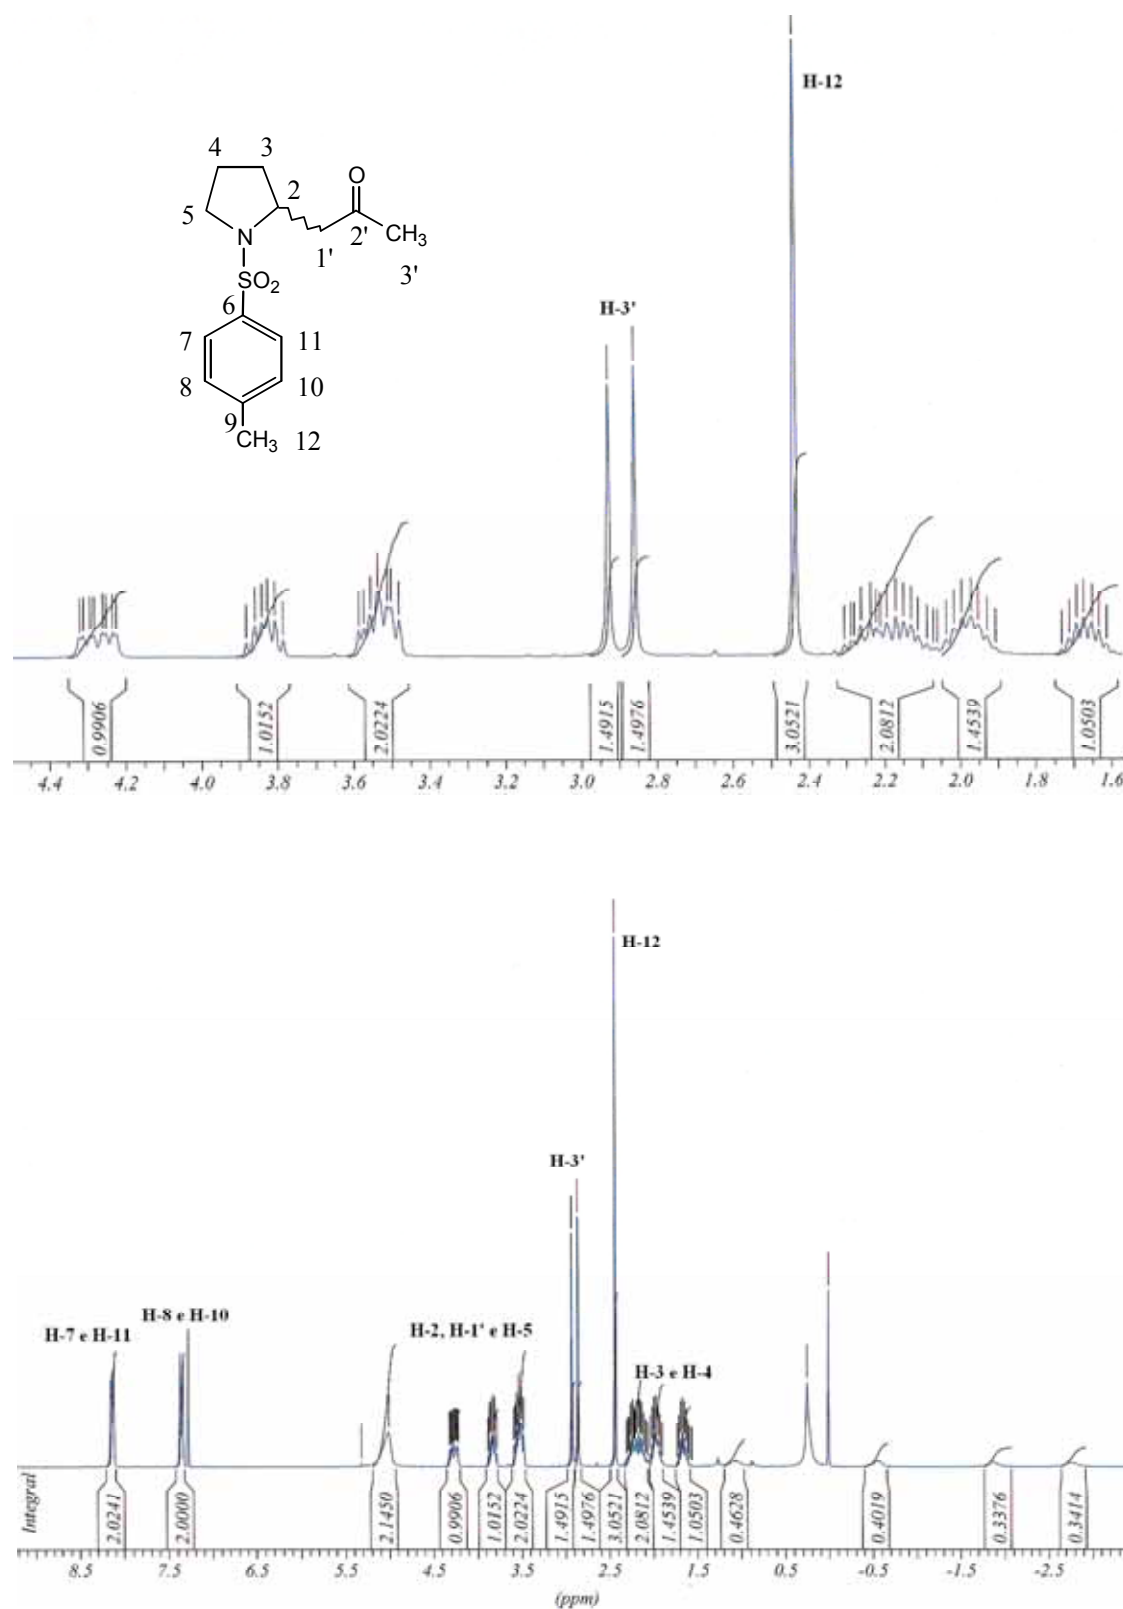 H-12
4 3
O
2
5 N 1' 2' CH3
3'
SO2
6
7 11
8 10
9
CH3 12
H-3'
0.9906 1.0152 2.0224 1.4915 1.4976 3.0521 2.0812 1.4539 1.0503
4.4 4.2 4.0 3.8 3.6 3.4 3.2 3.0 2.8 2.6 2.4 2.2 2.0 1.8 1.6
H-12
H-3'
H-8 e H-10
H-7 e H-11
H-2, H-1' e H-5
H-3 e H-4
Integral
2.0241 2.0000 2.1450 0.9906 1.0152 2.0224 1.4915 1.4976 3.0521 2.0812 1.4539 1.0503 0.4628 0.4019 0.3376 0.3414
8.5 7.5 6.5 5.5 4.5 3.5 2.5 1.5 0.5 -0.5 -1.5 -2.5
(ppm)